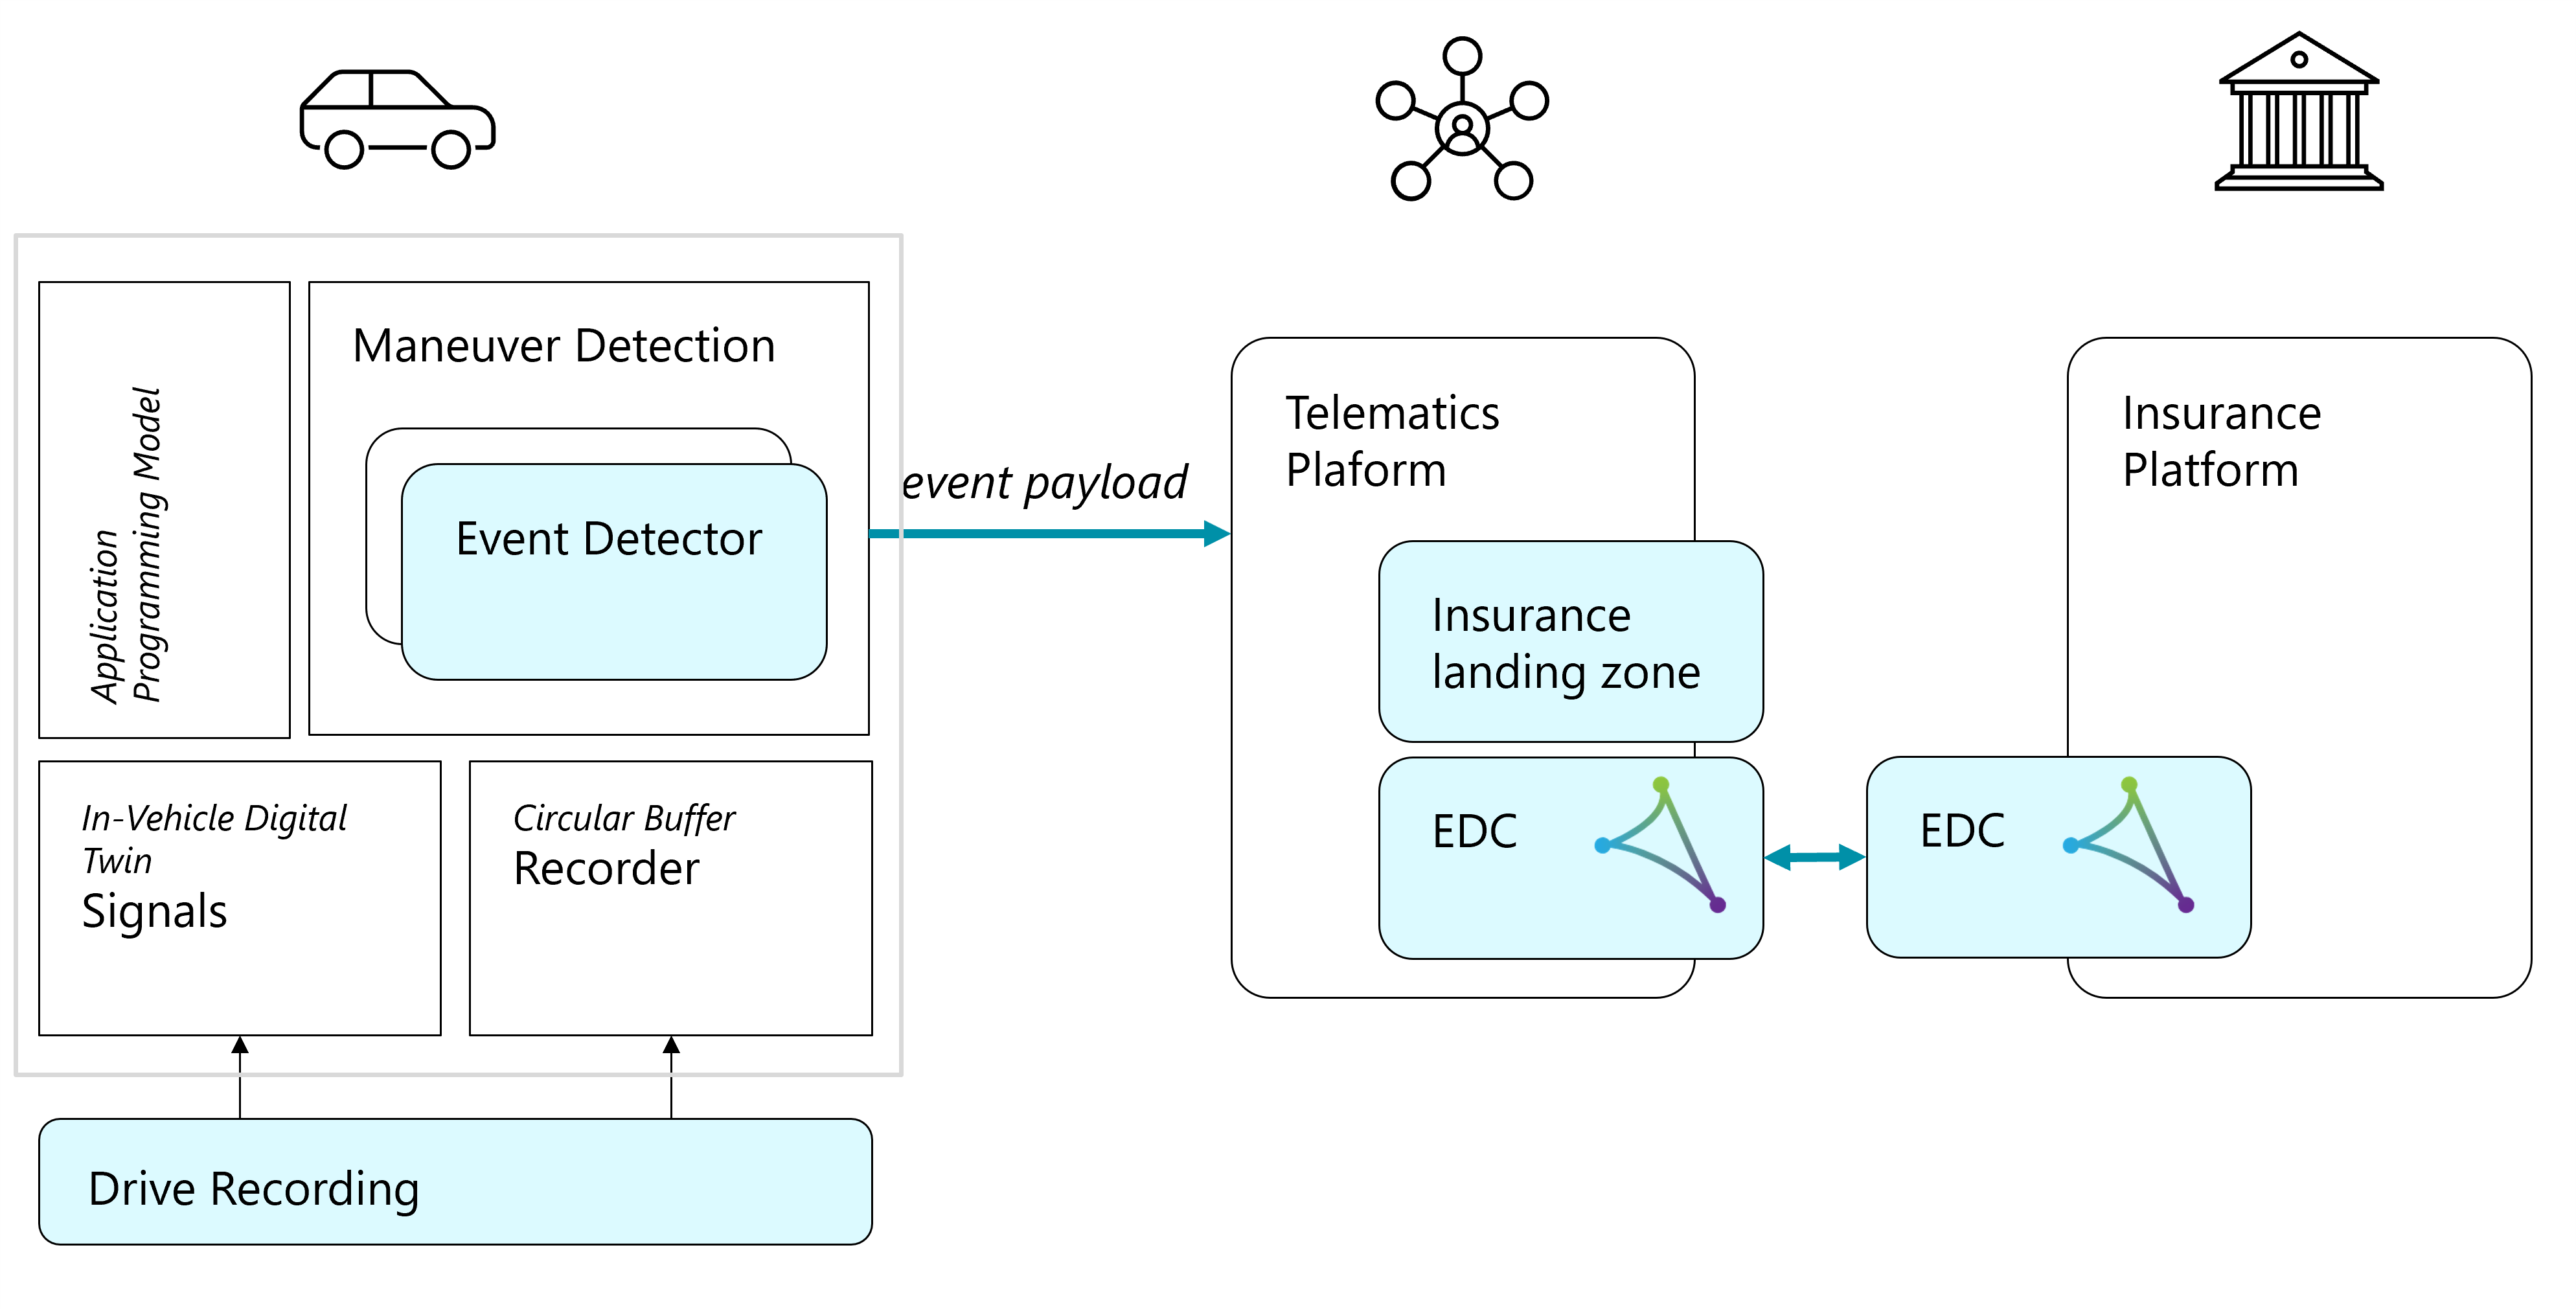 Application
Programming Model
Maneuver Detection
Event Detector
In-Vehicle Digital
Twin
Signals
Circular Buffer
Recorder
Drive Recording
event payload
Telematics
Plaform
Insurance
landing zone
EDC
Insurance
Platform
EDC